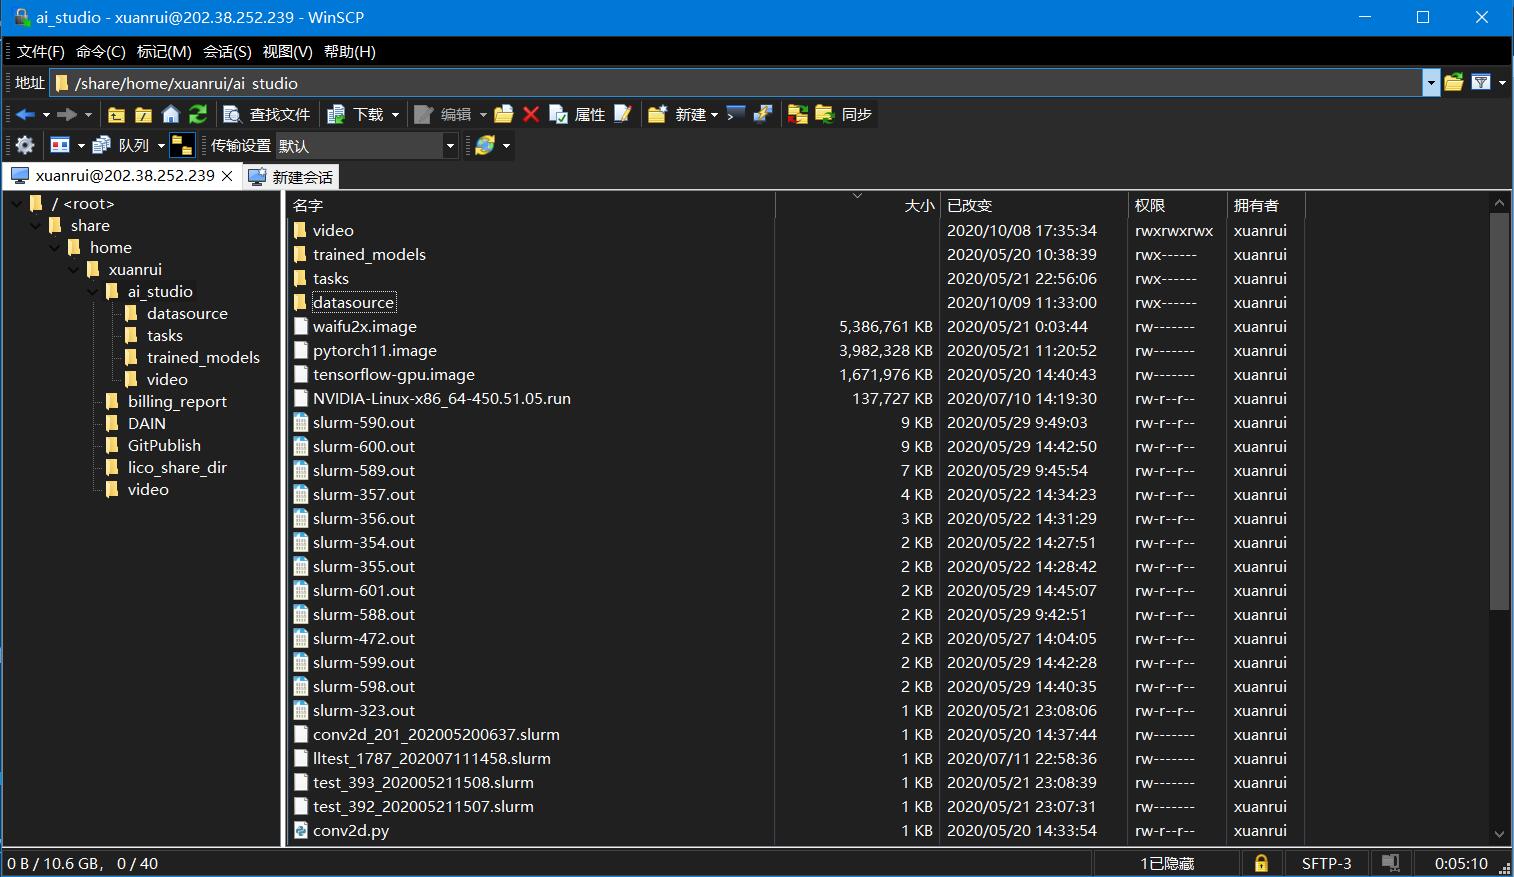 ai_studio - xuanrui@202.38.252.239 - WinSCP
文件(F) 命令(C) 标记(M) 会话(S) 视图(V) 帮助(H)
地址 /share/home/xuanrui/ai_studio
查找文件 下载 编辑 属性 新建 同步
队列 传输设置 默认
xuanrui@202.38.252.239 新建会话
/ <root>
share
home
xuanrui
ai_studio
datasource
tasks
trained_models
video
billing_report
DAIN
GitPublish
lico_share_dir
video
名字 大小 已改变 权限 拥有者
video 2020/10/08 17:35:34 rwxrwxrwx xuanrui
trained_models 2020/05/20 10:38:39 rwx------ xuanrui
tasks 2020/05/21 22:56:06 rwx------ xuanrui
datasource 2020/10/09 11:33:00 rwx------ xuanrui
waifu2x.image 5,386,761 KB 2020/05/21 0:03:44 rw------- xuanrui
pytorch11.image 3,982,328 KB 2020/05/21 11:20:52 rw------- xuanrui
tensorflow-gpu.image 1,671,976 KB 2020/05/20 14:40:43 rw------- xuanrui
NVIDIA-Linux-x86_64-450.51.05.run 137,727 KB 2020/07/10 14:19:30 rw-r--r-- xuanrui
slurm-590.out 9 KB 2020/05/29 9:49:03 rw-r--r-- xuanrui
slurm-600.out 9 KB 2020/05/29 14:42:50 rw-r--r-- xuanrui
slurm-589.out 7 KB 2020/05/29 9:45:54 rw-r--r-- xuanrui
slurm-357.out 4 KB 2020/05/22 14:34:23 rw-r--r-- xuanrui
slurm-356.out 3 KB 2020/05/22 14:31:29 rw-r--r-- xuanrui
slurm-354.out 2 KB 2020/05/22 14:27:51 rw-r--r-- xuanrui
slurm-355.out 2 KB 2020/05/22 14:28:42 rw-r--r-- xuanrui
slurm-601.out 2 KB 2020/05/29 14:45:07 rw-r--r-- xuanrui
slurm-588.out 2 KB 2020/05/29 9:42:51 rw-r--r-- xuanrui
slurm-472.out 2 KB 2020/05/27 14:04:05 rw-r--r-- xuanrui
slurm-599.out 2 KB 2020/05/29 14:42:28 rw-r--r-- xuanrui
slurm-598.out 2 KB 2020/05/29 14:40:35 rw-r--r-- xuanrui
slurm-323.out 1 KB 2020/05/21 23:08:06 rw-r--r-- xuanrui
conv2d_201_202005200637.slurm 1 KB 2020/05/20 14:37:44 rw------- xuanrui
lltest_1787_202007111458.slurm 1 KB 2020/07/11 22:58:36 rw------- xuanrui
test_393_202005211508.slurm 1 KB 2020/05/21 23:08:39 rw------- xuanrui
test_392_202005211507.slurm 1 KB 2020/05/21 23:07:31 rw------- xuanrui
conv2d.py 1 KB 2020/05/20 14:33:54 rw-r--r-- xuanrui
0 B / 10.6 GB， 0 / 40 1已隐藏 SFTP-3 0:05:10